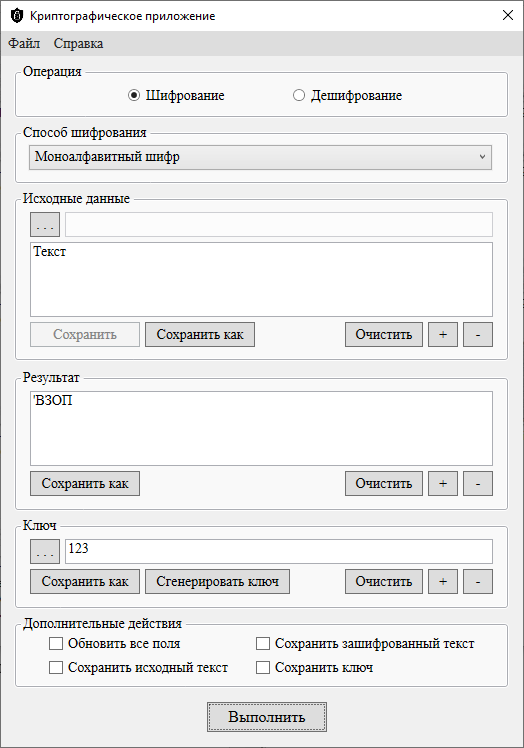 Криптографическое приложение
Файл Справка
Операция
Шифрование Дешифрование
Способ шифрования
Моноалфавитный шифр
Исходные данные
. . .
Текст
Сохранить Сохранить как Очистить + -
Результат
'ВЗОП
Сохранить как Очистить + -
Ключ
. . . 123
Сохранить как Сгенерировать ключ Очистить + -
Дополнительные действия
Обновить все поля Сохранить зашифрованный текст
Сохранить исходный текст Сохранить ключ
Выполнить